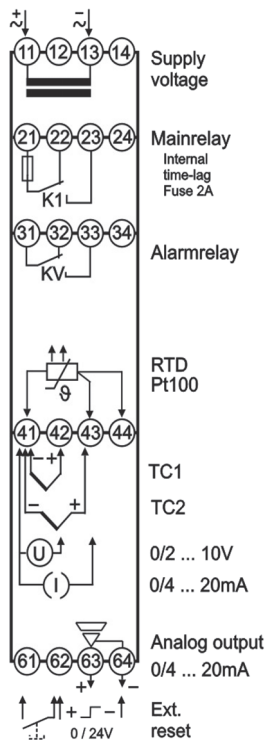 + −
~ ~
11 12 13 14 Supply
voltage
21 22 23 24 Mainrelay
Internal
time-lag
Fuse 2A
K1
31 32 33 34
KV Alarmrelay
RTD
Pt100
ϑ
41 42 43 44
− + TC1
− + TC2
U 0/2 ... 10V
I 0/4 ... 20mA
Analog output
61 62 63 64 0/4 ... 20mA
+ −
+ − Ext.
0 / 24V reset